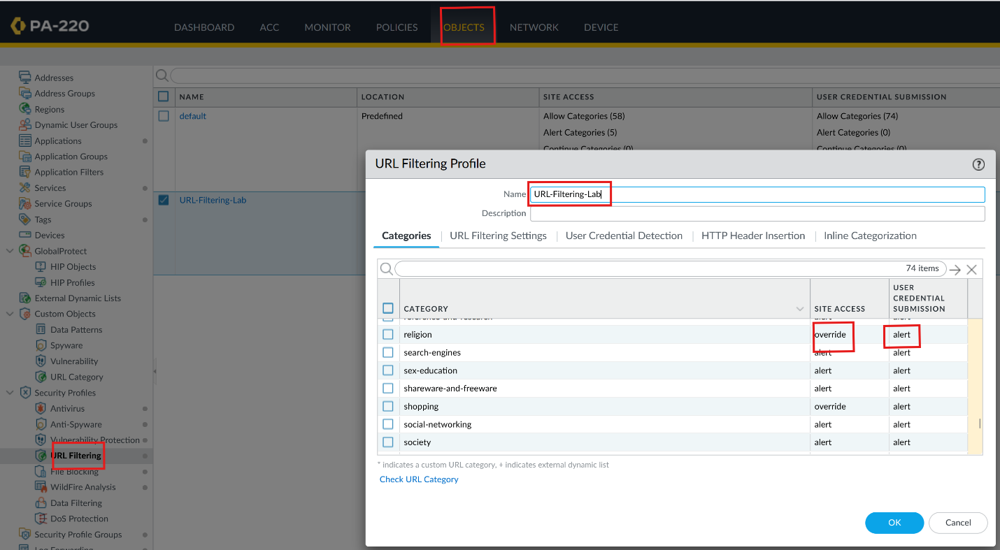 PA-220
DASHBOARD ACC MONITOR POLICIES OBJECTS NETWORK DEVICE
Addresses
Address Groups
Regions
Dynamic User Groups
Applications
Application Groups
Application Filters
Services
Service Groups
Tags
Devices
GlobalProtect
HIP Objects
HIP Profiles
External Dynamic Lists
Custom Objects
Data Patterns
Spyware
Vulnerability
URL Category
Security Profiles
Antivirus
Anti-Spyware
Vulnerability Protection
URL Filtering
File Blocking
WildFire Analysis
Data Filtering
DoS Protection
Security Profile Groups
Log Forwarding
NAME LOCATION SITE ACCESS USER CREDENTIAL SUBMISSION
default Predefined Allow Categories (58) Allow Categories (74)
Alert Categories (5) Alert Categories (0)
Continue Categories (0) Continue Categories (0)
URL-Filtering-Lab
URL Filtering Profile
Name URL-Filtering-Lab
Description
Categories URL Filtering Settings User Credential Detection HTTP Header Insertion Inline Categorization
74 items
CATEGORY SITE ACCESS USER CREDENTIAL SUBMISSION
reference-and-research alert alert
religion override alert
search-engines alert alert
sex-education alert alert
shareware-and-freeware alert alert
shopping override alert
social-networking alert alert
society alert alert
* indicates a custom URL category, + indicates external dynamic list
Check URL Category
OK Cancel